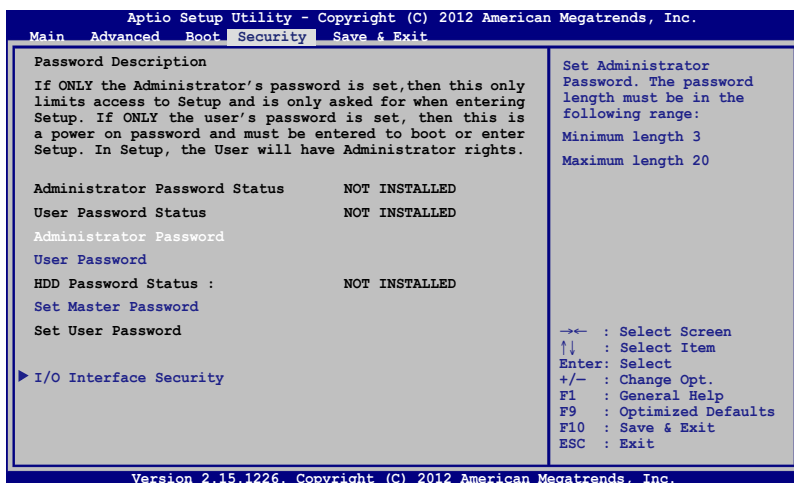 Aptio Setup Utility - Copyright (C) 2012 American Megatrends, Inc.
Main Advanced Boot Security Save & Exit
Password Description
If ONLY the Administrator's password is set,then this only
limits access to Setup and is only asked for when entering
Setup. If ONLY the user's password is set, then this is
a power on password and must be entered to boot or enter
Setup. In Setup, the User will have Administrator rights.
Administrator Password Status NOT INSTALLED
User Password Status NOT INSTALLED
Administrator Password
User Password
HDD Password Status : NOT INSTALLED
Set Master Password
Set User Password
I/O Interface Security
Set Administrator
Password. The password
length must be in the
following range:
Minimum length 3
Maximum length 20
→← : Select Screen
↑↓ : Select Item
Enter: Select
+/— : Change Opt.
F1 : General Help
F9 : Optimized Defaults
F10 : Save & Exit
ESC : Exit
Version 2.15.1226. Copyright (C) 2012 American Megatrends, Inc.